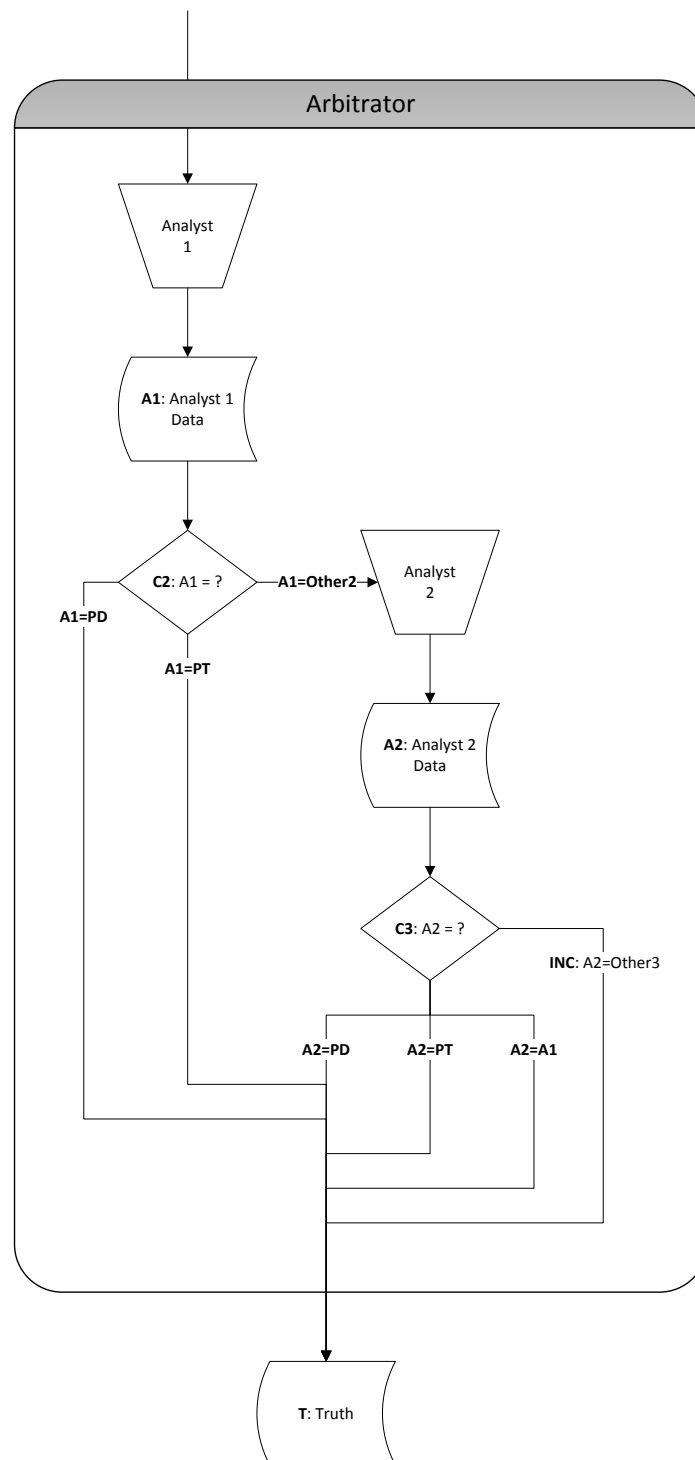 Arbitrator
Analyst
1
A1: Analyst 1
Data
C2: A1 = ?
A1=Other2
Analyst
2
A1=PD
A1=PT
A2: Analyst 2
Data
C3: A2 = ?
INC: A2=Other3
A2=PD
A2=PT
A2=A1
T: Truth